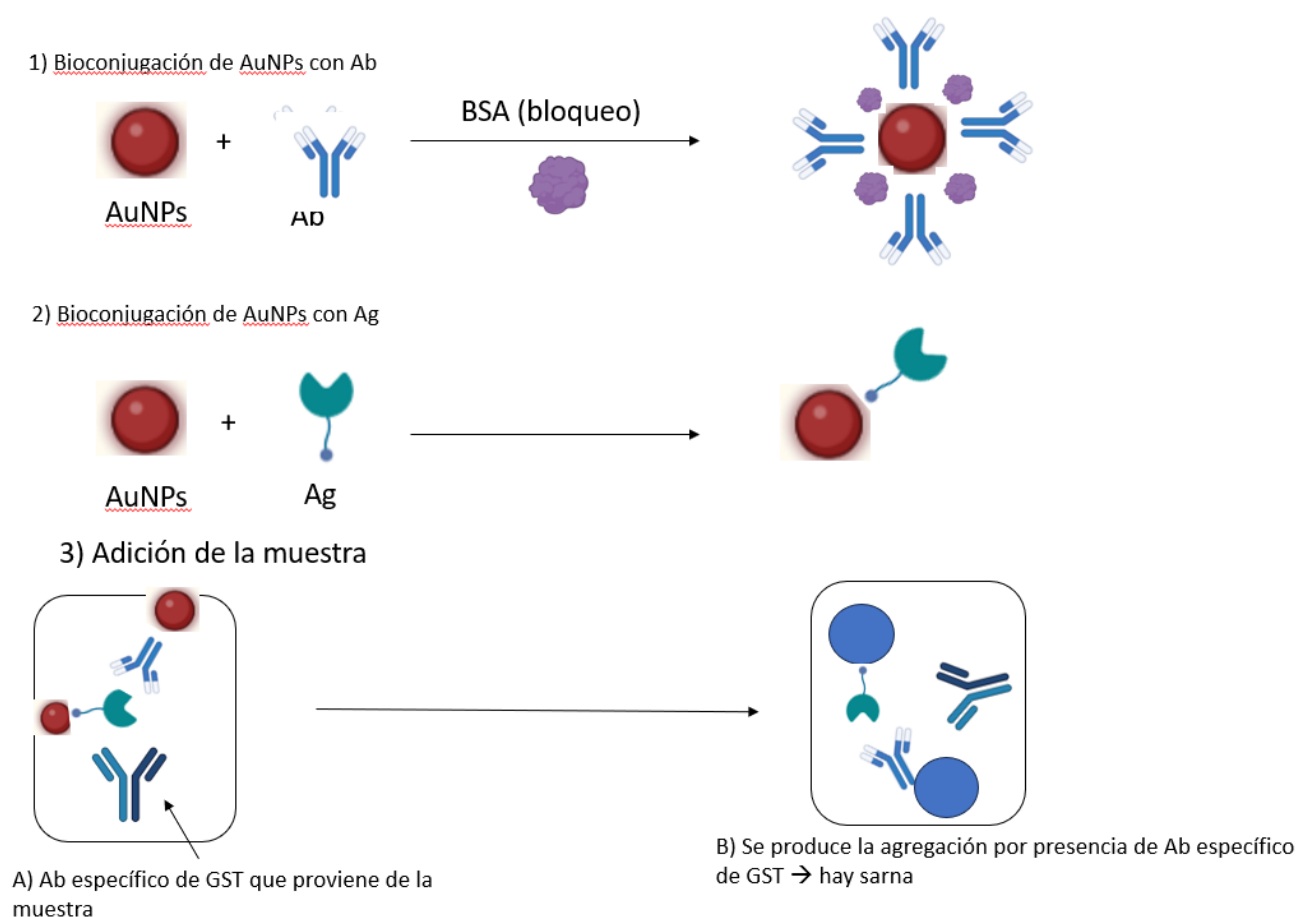 1) Bioconjugación de AuNPs con Ab
BSA (bloqueo)
+
AuNPs
Ab
2) Bioconjugación de AuNPs con Ag
+
AuNPs
Ag
3) Adición de la muestra
A) Ab específico de GST que proviene de la
muestra
B) Se produce la agregación por presencia de Ab específico
de GST → hay sarna